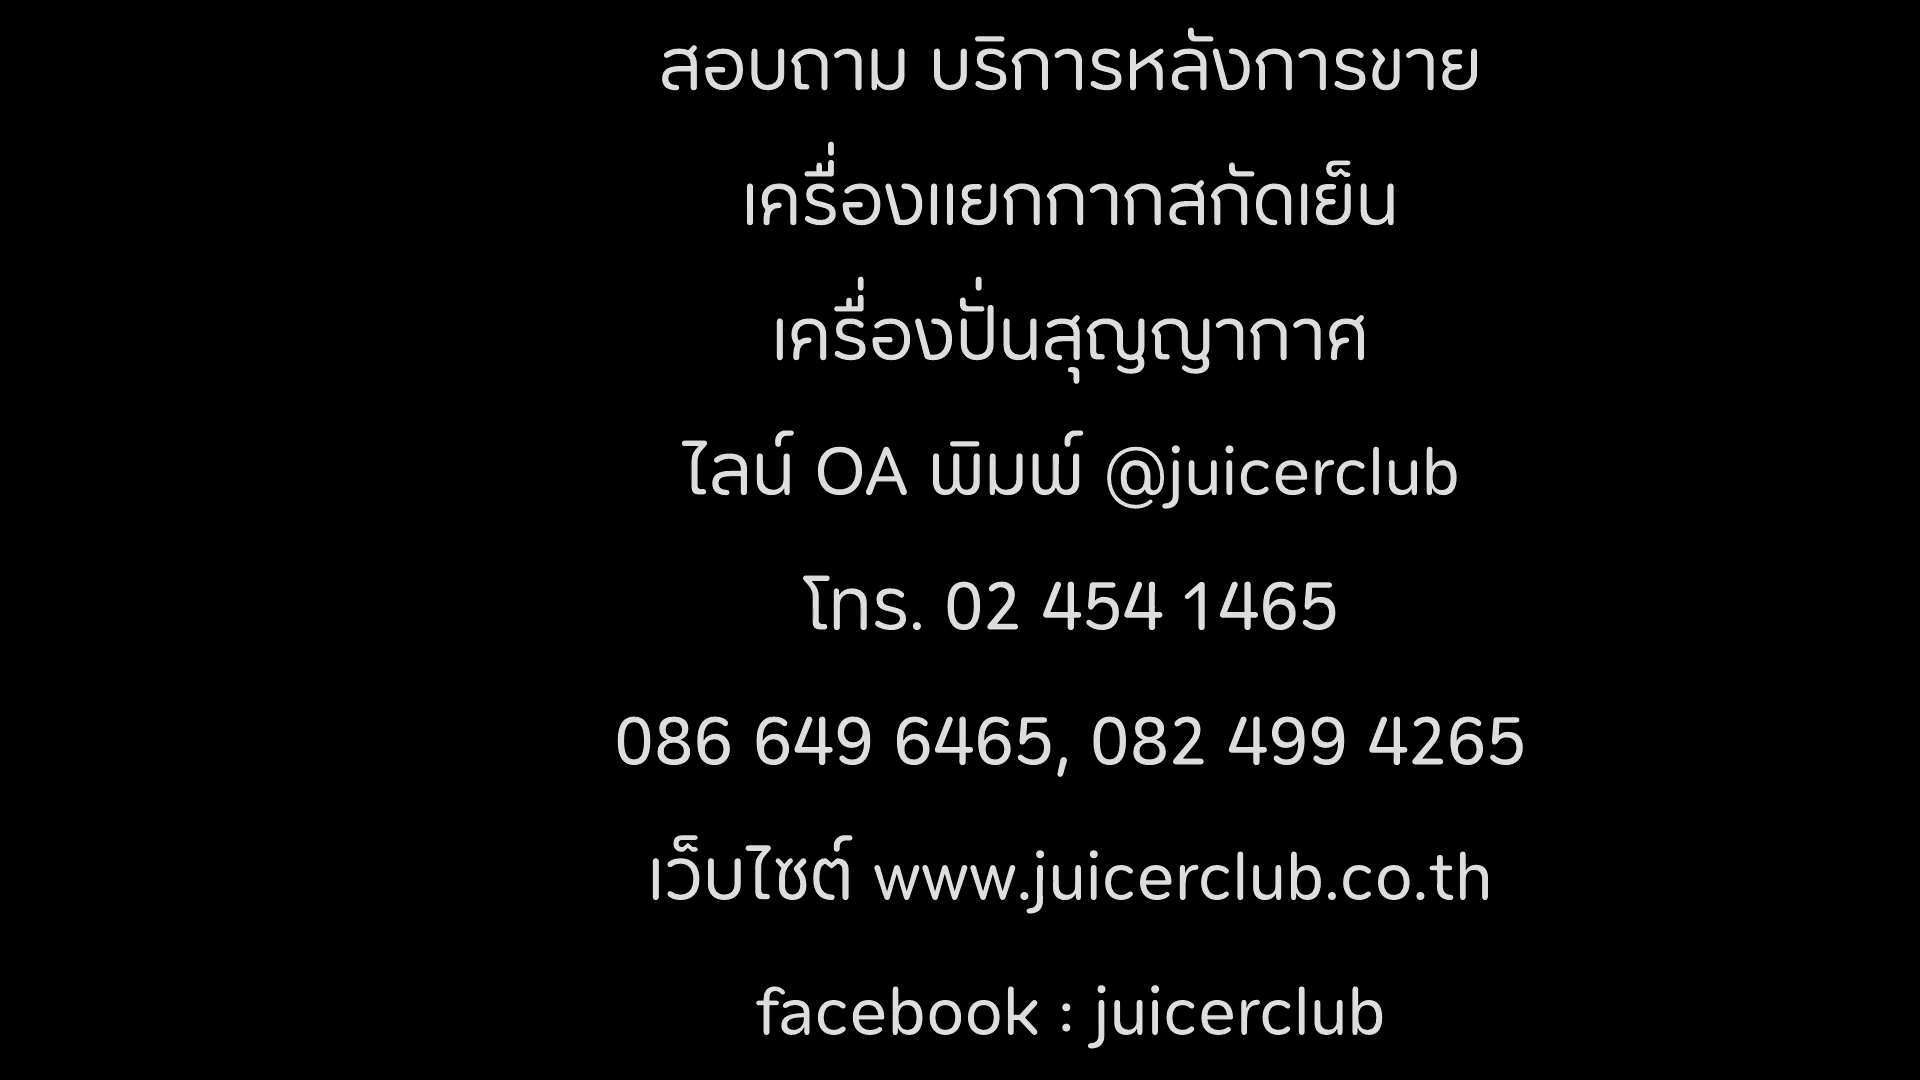 สอบถาม บริการหลังการขาย
เครื่องแยกกากสกัดเย็น
เครื่องปั่นสุญญากาศ
ไลน์ OA พิมพ์ @juicerclub
โทร. 02 454 1465
086 649 6465, 082 499 4265
เว็บไซต์ www.juicerclub.co.th
facebook : juicerclub